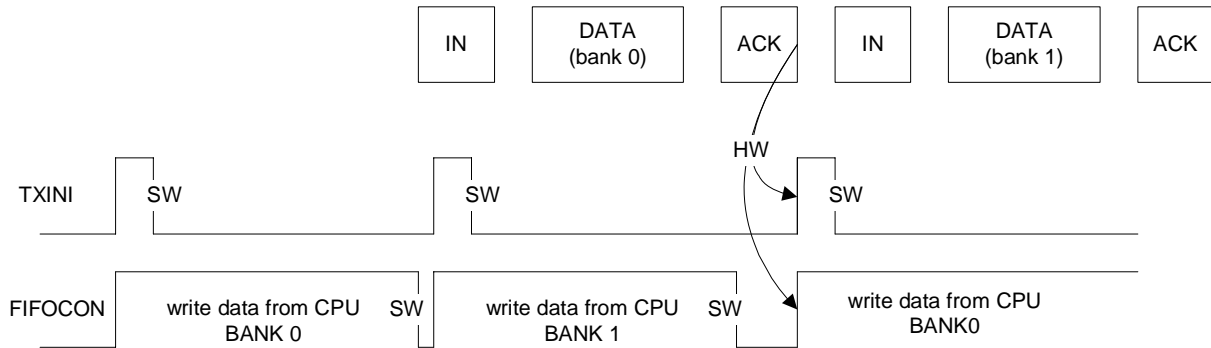 IN
DATA
(bank 0)
ACK
IN
DATA
(bank 1)
ACK
HW
TXINI
SW
SW
SW
FIFOCON
write data from CPU
BANK 0
SW
write data from CPU
BANK 1
SW
write data from CPU
BANK0